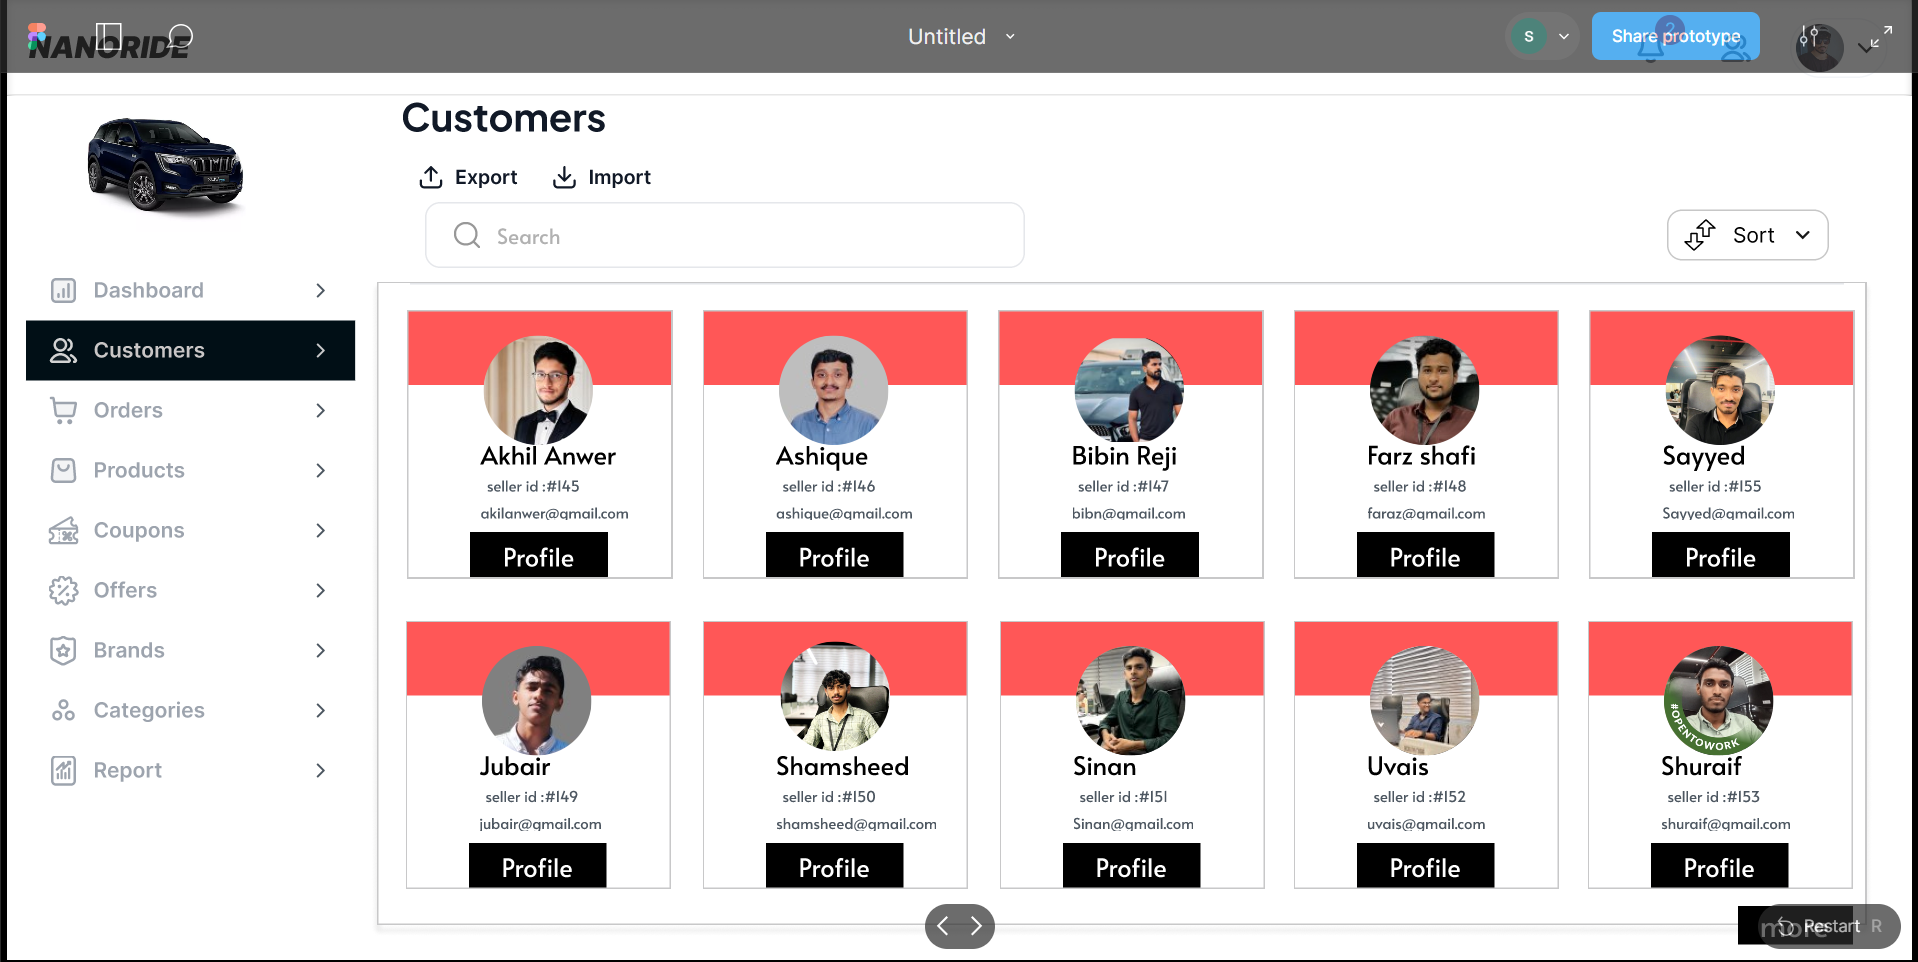 NANORIDE
Untitled
S
Share prototype
2
Customers
Export
Import
Search
Sort
Dashboard
Customers
Orders
Products
Coupons
Offers
Brands
Categories
Report
Akhil Anwer
seller id :#145
akilanwer@gmail.com
Profile
Ashique
seller id :#146
ashique@gmail.com
Profile
Bibin Reji
seller id :#147
bibn@gmail.com
Profile
Farz shafi
seller id :#148
faraz@gmail.com
Profile
Sayyed
seller id :#155
Sayyed@gmail.com
Profile
Jubair
seller id :#149
jubair@gmail.com
Profile
Shamsheed
seller id :#150
shamsheed@gmail.com
Profile
Sinan
seller id :#151
Sinan@gmail.com
Profile
Uvais
seller id :#152
uvais@gmail.com
Profile
#OPENTOWORK
Shuraif
seller id :#153
shuraif@gmail.com
Profile
more
Restart R